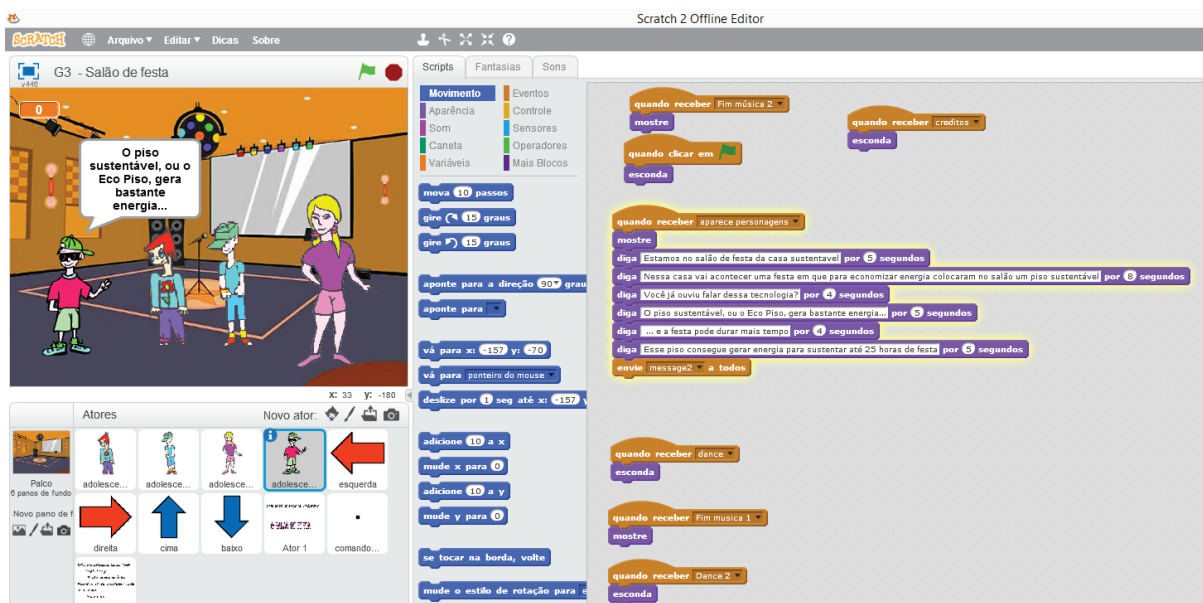 Scratch 2 Offline Editor
SCRATCH Arquivo Editar Dicas Sobre
v446
G3 - Salão de festa
0
O piso
sustentável, ou o
Eco Piso, gera
bastante
energia...
x: 33 y: -180
Atores
Novo ator:
Palco
6 panos de fundo
Novo pano de f
adolesce...
adolesce...
adolesce...
adolesce...
esquerda
direita
cima
baixo
Ator 1
comando...
Scripts
Fantasias
Sons
Movimento
Aparência
Som
Caneta
Variáveis
Eventos
Controle
Sensores
Operadores
Mais Blocos
mova 10 passos
gire 15 graus
gire 15 graus
aponte para a direção 90 grau
aponte para
vá para x: -157 y: -70
vá para ponteiro do mouse
deslize por 1 seg até x: -157 y
adicione 10 a x
mude x para 0
adicione 10 a y
mude y para 0
se tocar na borda, volte
mude o estilo de rotação para e
quando receber Fim música 2
mostre
quando clicar em
esconda
quando receber creditos
esconda
quando receber aparece personagens
mostre
diga Estamos no salão de festa da casa sustentavel por 5 segundos
diga Nessa casa vai acontecer uma festa em que para economizar energia colocaram no salão um piso sustentável por 8 segundos
diga Você já ouviu falar dessa tecnologia? por 4 segundos
diga O piso sustentável, ou o Eco Piso, gera bastante energia... por 5 segundos
diga ... e a festa pode durar mais tempo por 4 segundos
diga Esse piso consegue gerar energia para sustentar até 25 horas de festa por 5 segundos
envie message2 a todos
quando receber dance
esconda
quando receber Fim musica 1
mostre
quando receber Dance 2
esconda